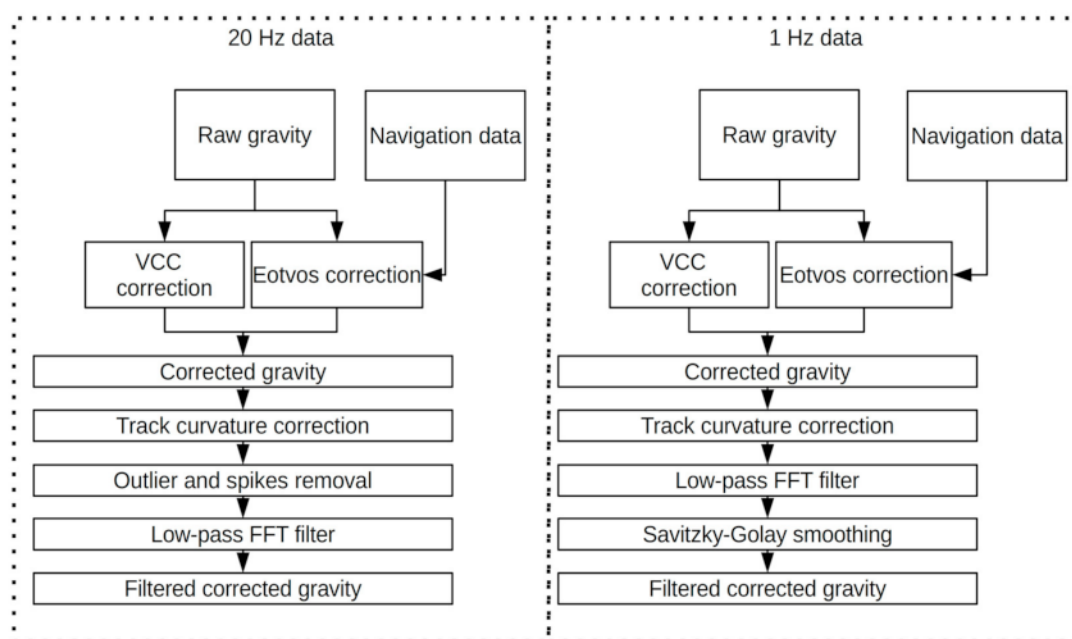 20 Hz data
Raw gravity
Navigation data
VCC
correction
Eotvos correction
Corrected gravity
Track curvature correction
Outlier and spikes removal
Low-pass FFT filter
Filtered corrected gravity
1 Hz data
Raw gravity
Navigation data
VCC
correction
Eotvos correction
Corrected gravity
Track curvature correction
Low-pass FFT filter
Savitzky-Golay smoothing
Filtered corrected gravity